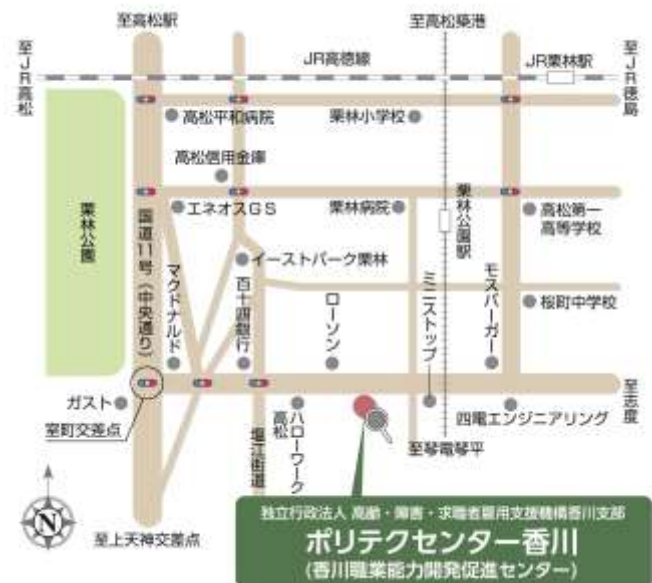 至高松駅
至高松築港
至JR高松
JR高徳線
JR栗林駅
至JR徳島
高松平和病院
栗林小学校
高松信用金庫
エネオスGS
栗林病院
栗林公園駅
高松第一
高等学校
栗林公園
国道11号(中央通り)
マクドナルド
イーストパーク栗林
百十四銀行
ローソン
ミニストップ
モスバーガー
桜町中学校
ガスト
室町交差点
ハローワーク
高松
四電エンジニアリング
至志度
堀江街道
至琴電琴平
N
至上天神交差点
独立行政法人 高齢・障害・求職者雇用支援機構香川支部
ポリテクセンター香川
(香川職業能力開発促進センター)